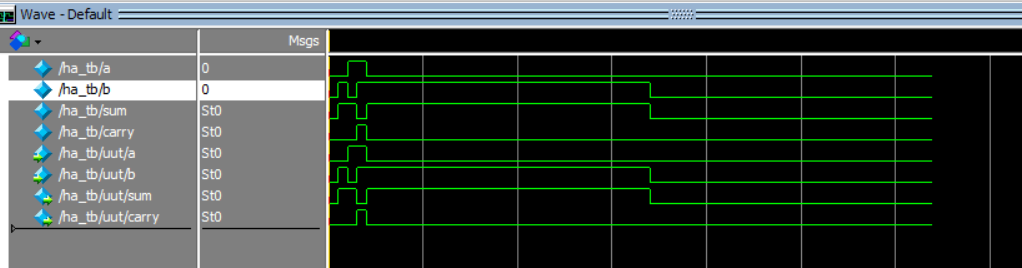 Wave - Default
Msgs
/ha_tb/a 0
/ha_tb/b 0
/ha_tb/sum St0
/ha_tb/carry St0
/ha_tb/uut/a St0
/ha_tb/uut/b St0
/ha_tb/uut/sum St0
/ha_tb/uut/carry St0